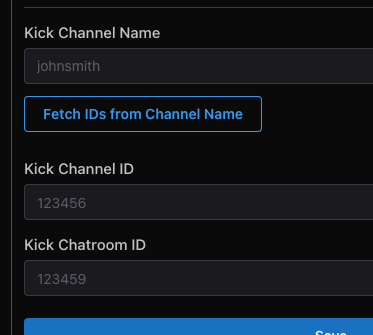 Kick Channel Name
johnsmith
Fetch IDs from Channel Name
Kick Channel ID
123456
Kick Chatroom ID
123459
Save